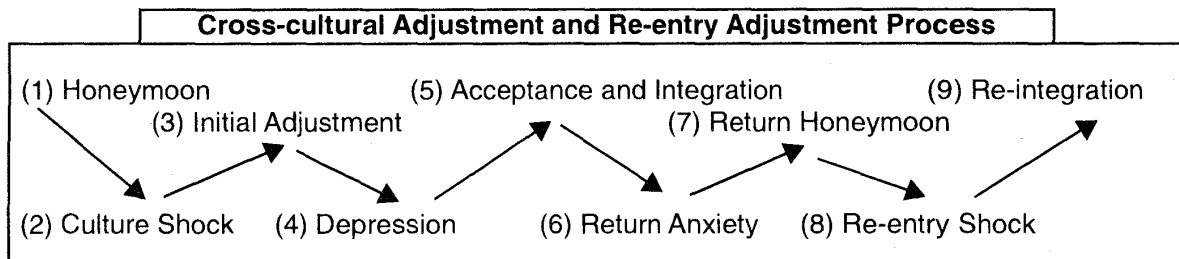 Cross-cultural Adjustment and Re-entry Adjustment Process
(1) Honeymoon
(2) Culture Shock
(3) Initial Adjustment
(4) Depression
(5) Acceptance and Integration
(6) Return Anxiety
(7) Return Honeymoon
(8) Re-entry Shock
(9) Re-integration